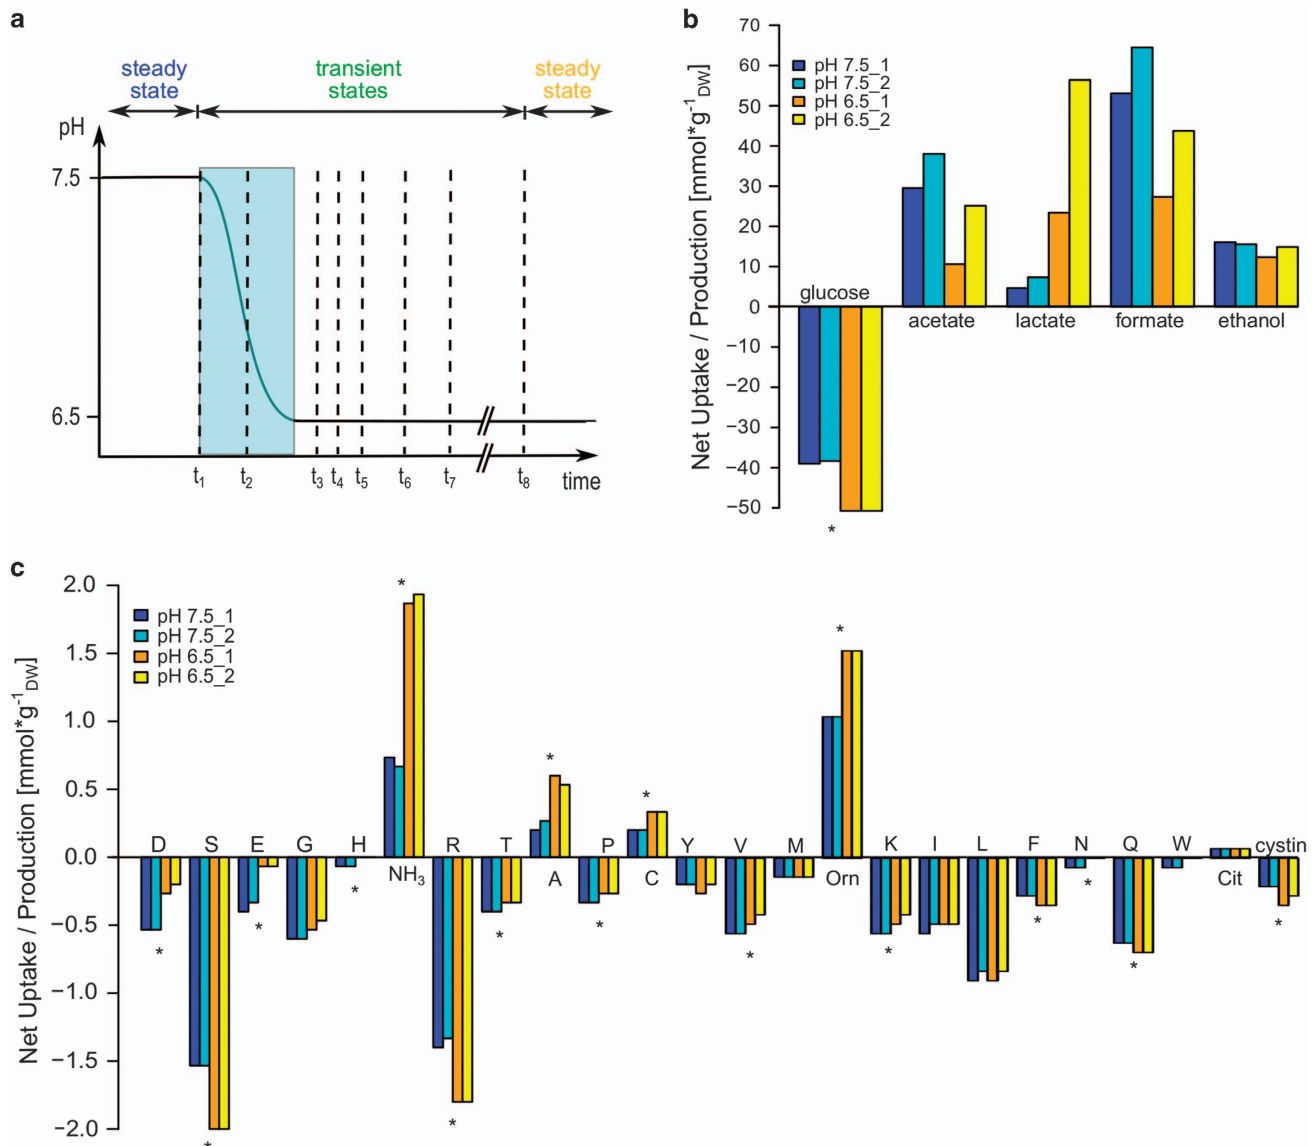 a
steady state
transient states
steady state
pH
7.5
6.5
t1 t2 t3 t4 t5 t6 t7 t8 time
b
Net Uptake / Production [mmol*g-1DW]
70
60
50
40
30
20
10
0
−10
−20
−30
−40
−50
pH 7.5_1
pH 7.5_2
pH 6.5_1
pH 6.5_2
glucose
acetate lactate formate ethanol
*
c
Net Uptake / Production [mmol*g-1DW]
2.0
1.5
1.0
0.5
0.0
−0.5
−1.0
−1.5
−2.0
pH 7.5_1
pH 7.5_2
pH 6.5_1
pH 6.5_2
* * * *
D S E G H R T P Y V M K I L F N Q W cystin
NH3 A C Orn Cit
* * * * * * * * * * * * *